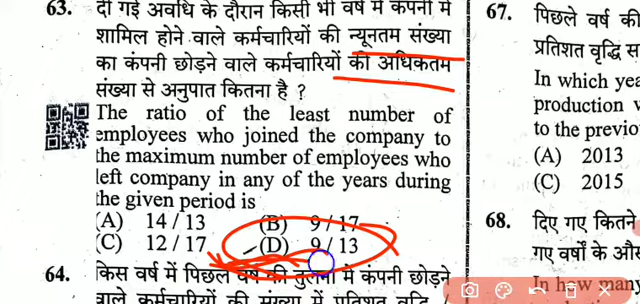 63. दी गई अवधि के दौरान किसी भी वर्ष में कंपनी में
शामिल होने वाले कर्मचारियों की न्यूनतम संख्या
का कंपनी छोड़ने वाले कर्मचारियों की अधिकतम
संख्या से अनुपात कितना है ?
The ratio of the least number of
employees who joined the company to
the maximum number of employees who
left company in any of the years during
the given period is
(A) 14 / 13 (B) 9 / 17
(C) 12 / 17 (D) 9 / 13
64. किस वर्ष में पिछले वर्ष की तुलना में कंपनी छोड़ने
वाले कर्मचारियों की संख्या में प्रतिशत वृद्धि /
67. पिछले वर्ष की
प्रतिशत वृद्धि
In which yea
production
to the previo
(A) 2013
(C) 2015
68. दिए गए कितने
गए वर्षों के औस
In how many